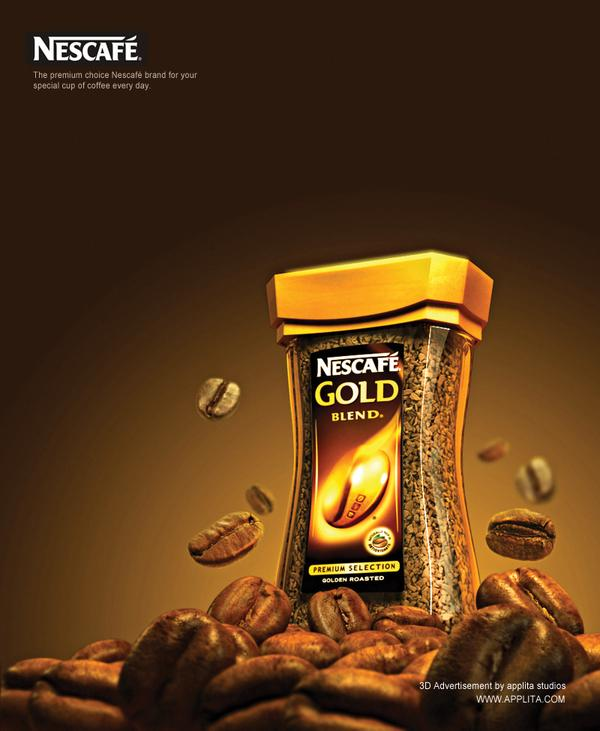 NESCAFÉ®
The premium choice Nescafé brand for your
special cup of coffee every day.
NESCAFÉ
GOLD
BLEND®
PREMIUM SELECTION
GOLDEN ROASTED
3D Advertisement by applita studios
WWW.APPLITA.COM